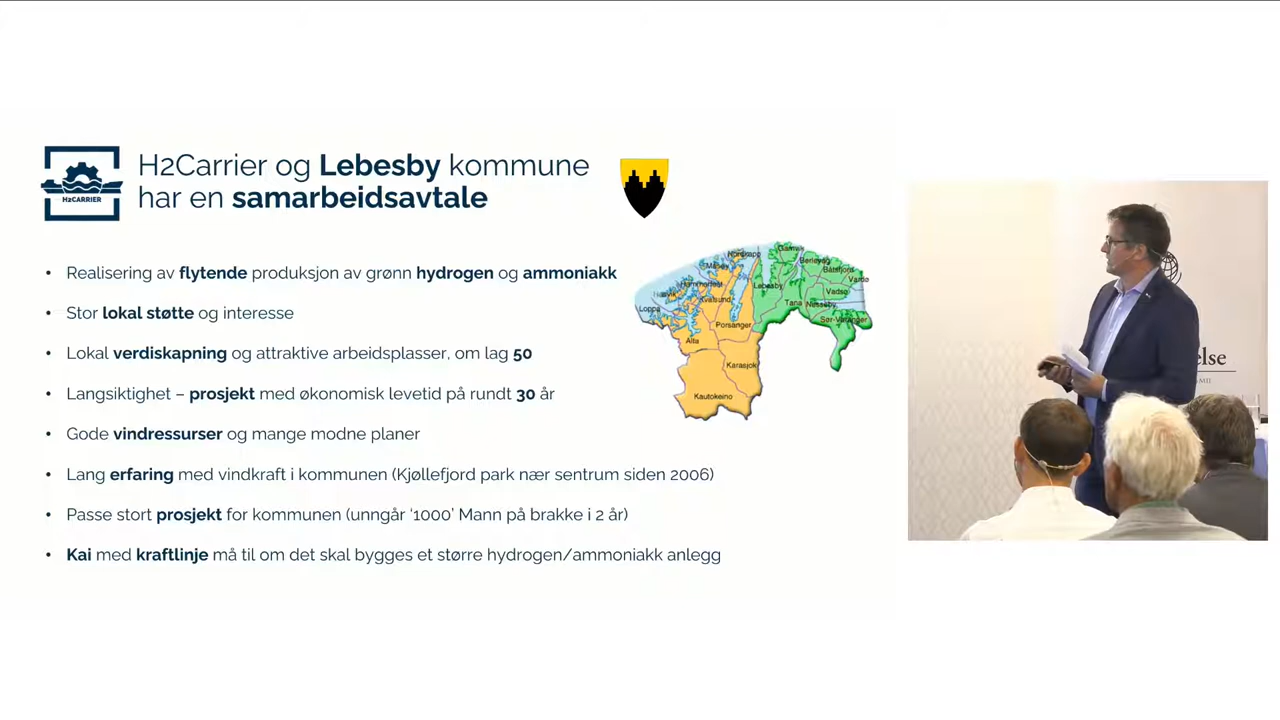 H2Carrier og Lebesby kommune
har en samarbeidsavtale
H2CARRIER
• Realisering av flytende produksjon av grønn hydrogen og ammoniakk
• Stor lokal støtte og interesse
• Lokal verdiskapning og attraktive arbeidsplasser, om lag 50
• Langsiktighet – prosjekt med økonomisk levetid på rundt 30 år
• Gode vindressurser og mange modne planer
• Lang erfaring med vindkraft i kommunen (Kjøllefjord park nær sentrum siden 2006)
• Passe stort prosjekt for kommunen (unngår ‘1000’ Mann på brakke i 2 år)
• Kai med kraftlinje må til om det skal bygges et større hydrogen/ammoniakk anlegg
Nordkapp
Gamvik
Måsøy
Berlevåg
Båtsfjord
Hammerfest
Lebesby
Vardø
Hasvik
Kvalsund
Vadsø
Loppa
Tana
Nesseby
Porsanger
Sør-Varanger
Alta
Karasjok
Kautokeino
else